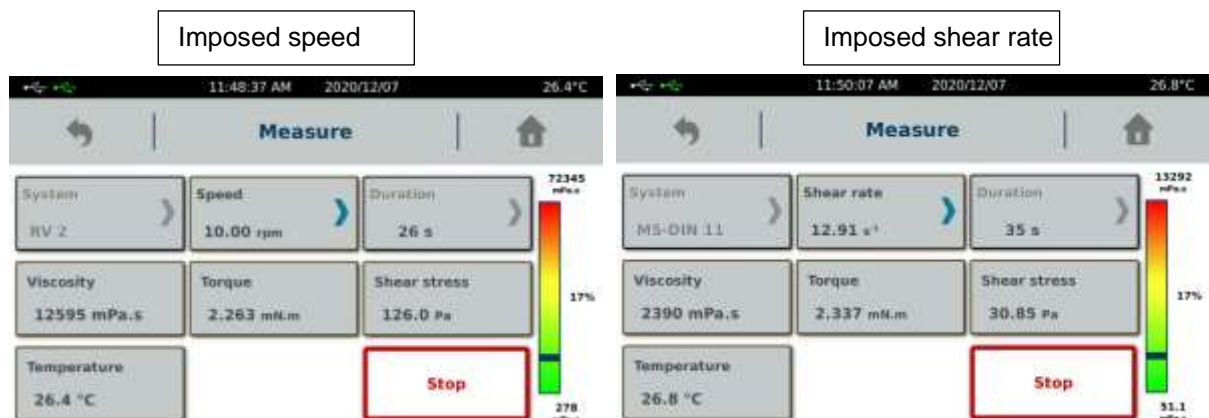 Imposed speed
Imposed shear rate
11:48:37 AM 2020/12/07 26.4°C
Measure
System
RV 2
Speed
10.00 rpm
Duration
26 s
72345
mPa.s
Viscosity
12595 mPa.s
Torque
2.263 mN.m
Shear stress
126.0 Pa
17%
Temperature
26.4 °C
Stop
278
11:50:07 AM 2020/12/07 26.8°C
Measure
System
MS-DIN 11
Shear rate
12.91 s⁻¹
Duration
35 s
13292
mPa.s
Viscosity
2390 mPa.s
Torque
2.337 mN.m
Shear stress
30.85 Pa
17%
Temperature
26.8 °C
Stop
51.1